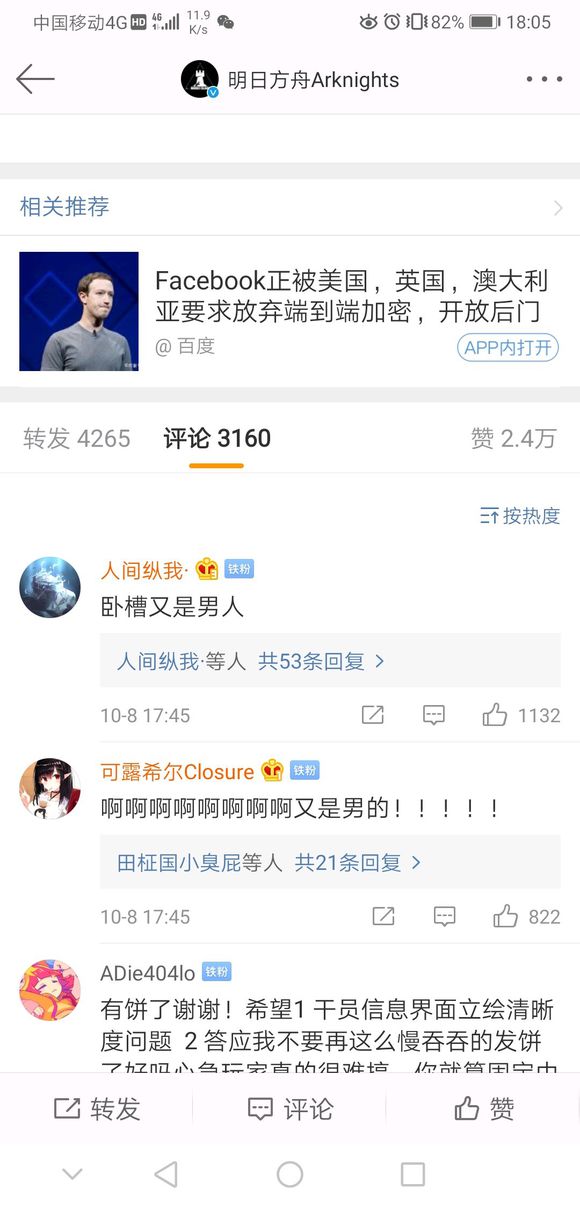 中国移动4G HD 4G 11.9 K/s 82% 18:05
明日方舟Arknights
相关推荐
Facebook正被美国，英国，澳大利
亚要求放弃端到端加密，开放后门
@ 百度
APP内打开
转发 4265 评论 3160 赞 2.4万
按热度
人间纵我· 铁粉
卧槽又是男人
人间纵我·等人 共53条回复
10-8 17:45 1132
可露希尔Closure 铁粉
啊啊啊啊啊啊啊啊又是男的！！！！！
田柾国小臭屁等人 共21条回复
10-8 17:45 822
ADie404lo 铁粉
有饼了谢谢！希望1 干员信息界面立绘清晰
度问题 2 答应我不要再这么慢吞吞的发饼
了好吗心急玩家真的很难搞，你就算固定中
转发 评论 赞